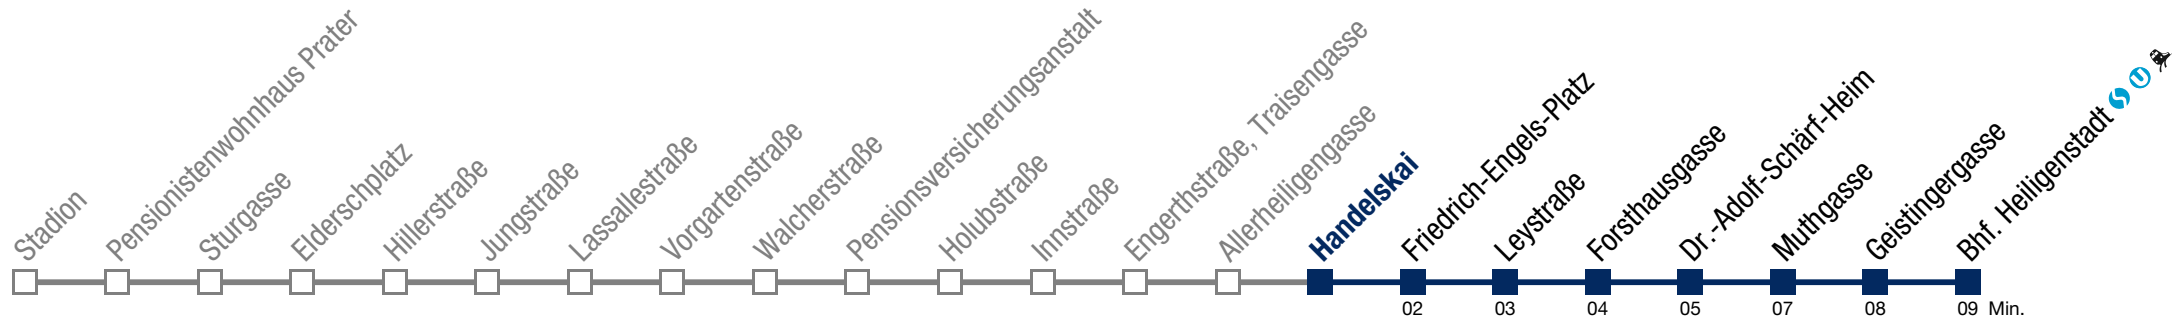 Stadion
Pensionistenwohnhaus Prater
Sturgasse
Elderschplatz
Hillerstraße
Jungstraße
Lassallestraße
Vorgartenstraße
Walcherstraße
Pensionsversicherungsanstalt
Holubstraße
Innstraße
Engerthstraße, Traisengasse
Allerheiligengasse
Handelskai
Friedrich-Engels-Platz
Leystraße
Forsthausgasse
Dr.-Adolf-Schärf-Heim
Muthgasse
Geistingergasse
Bhf. Heiligenstadt S U
02 03 04 05 07 08 09 Min.